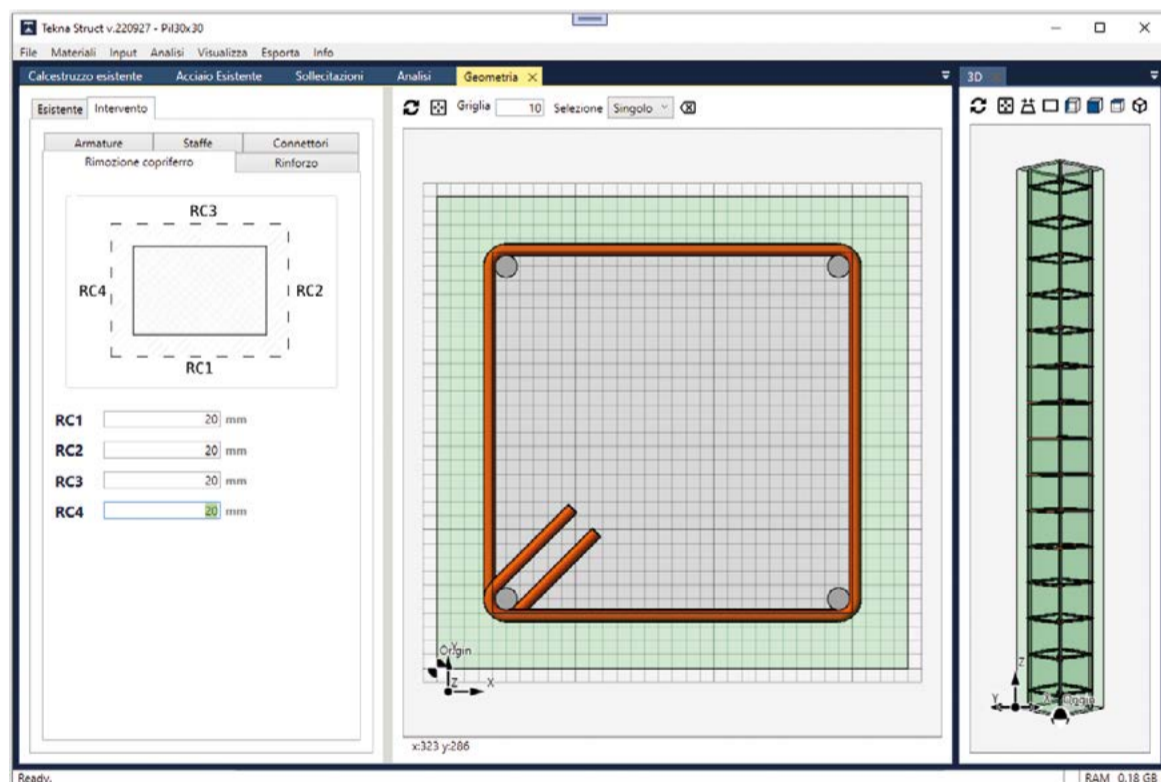 Tekna Struct v.220927 - Pil30x30
File Materiali Input Analisi Visualizza Esporta Info
Calcestruzzo esistente Acciaio Esistente Sollecitazioni Analisi Geometria 3D
Esistente Intervento
Griglia 10 Selezione Singolo
Armature Staffe Connettori
Rimozione copriferro Rinforzo
RC3
RC4 RC2
RC1
RC1 20 mm
RC2 20 mm
RC3 20 mm
RC4 20 mm
Origin
Y
Z X
x:323 y:286
Z
Y X Origin
Ready. RAM 0.18 GB